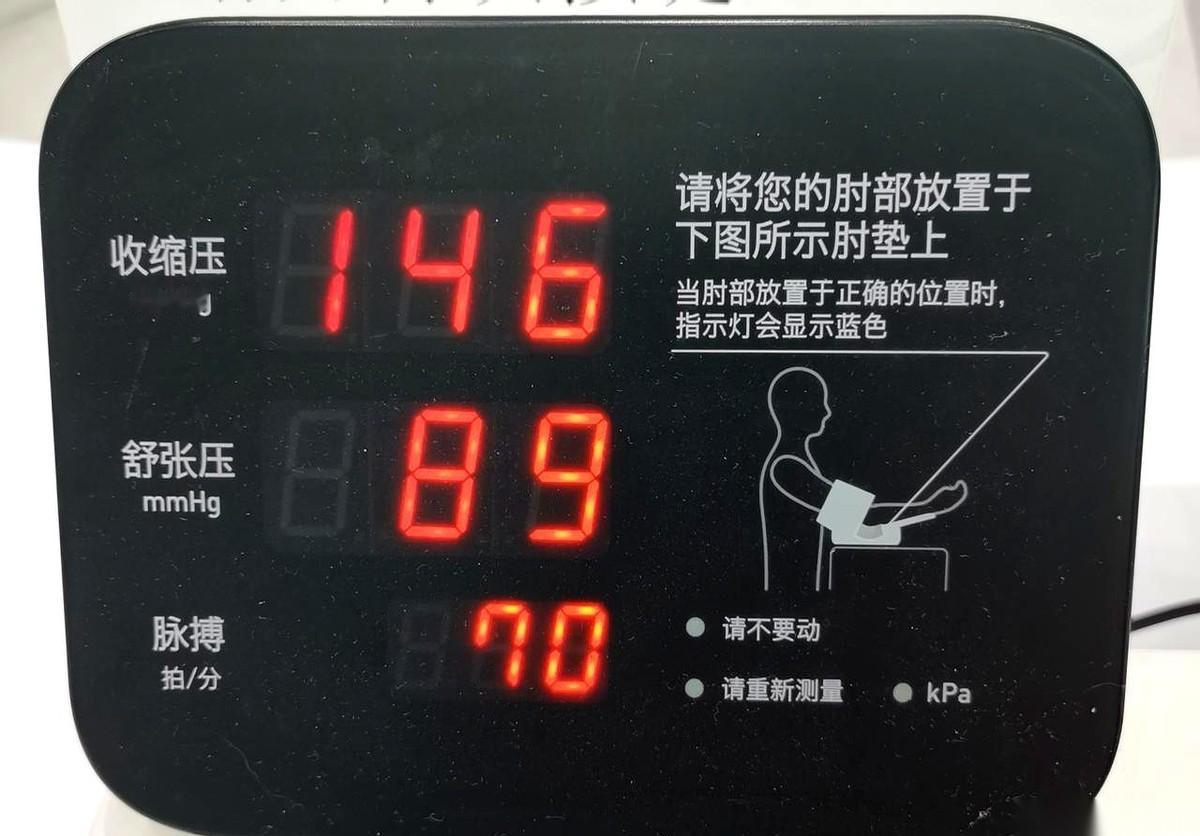 收缩压
146
舒张压
mmHg
89
脉搏
拍/分
70
请将您的肘部放置于
下图所示肘垫上
当肘部放置于正确的位置时，
指示灯会显示蓝色
请不要动
请重新测量
kPa